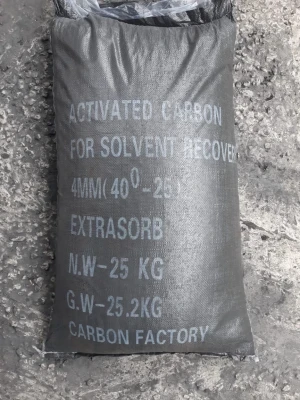 ACTIVATED CARBON
FOR SOLVENT RECOVER
4MM(40⁰-25)
EXTRASORB
N.W-25 KG
G.W-25.2KG
CARBON FACTORY